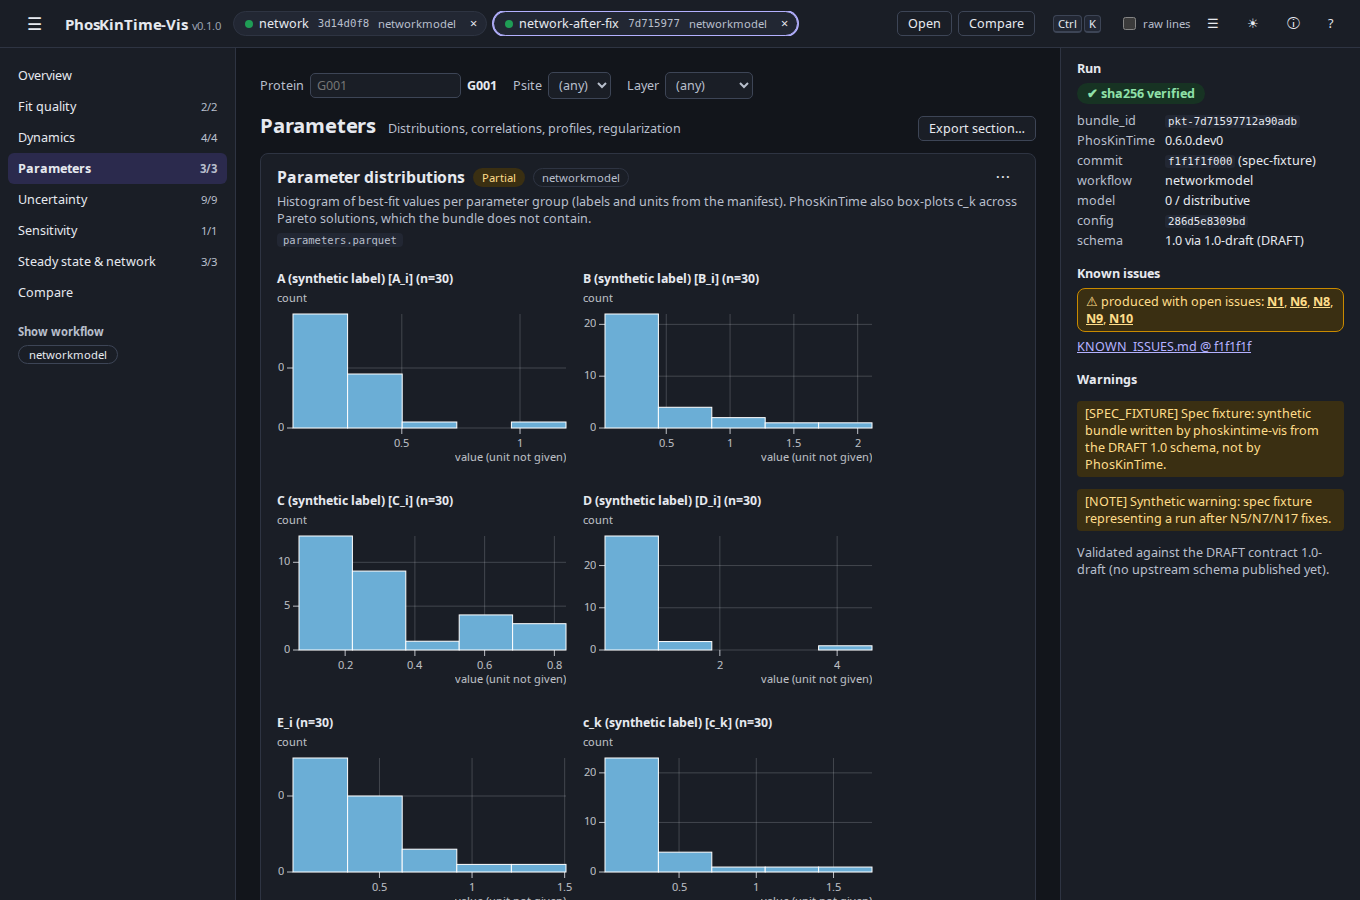 ☰ PhosKinTime-Vis v0.1.0 network 3d14d0f8 networkmodel × network-after-fix 7d715977 networkmodel × Open Compare Ctrl K raw lines ☰ ☀ ⓘ ?
Overview
Fit quality 2/2
Dynamics 4/4
Parameters 3/3
Uncertainty 9/9
Sensitivity 1/1
Steady state & network 3/3
Compare
Show workflow
networkmodel
Protein G001 G001 Psite (any) Layer (any)
Parameters Distributions, correlations, profiles, regularization Export section...
Parameter distributions Partial networkmodel ...
Histogram of best-fit values per parameter group (labels and units from the manifest). PhosKinTime also box-plots c_k across
Pareto solutions, which the bundle does not contain.
parameters.parquet
A (synthetic label) [A_i] (n=30)
count
0
0
0.5 1
value (unit not given)
B (synthetic label) [B_i] (n=30)
count
20
10
0
0.5 1 1.5 2
value (unit not given)
C (synthetic label) [C_i] (n=30)
count
10
5
0
0.2 0.4 0.6 0.8
value (unit not given)
D (synthetic label) [D_i] (n=30)
count
20
10
0
2 4
value (unit not given)
E_i (n=30)
count
0
0
0.5 1 1.5
c_k (synthetic label) [c_k] (n=30)
count
20
10
0
0.5 1 1.5
Run
✔ sha256 verified
bundle_id pkt-7d71597712a90adb
PhosKinTime 0.6.0.dev0
commit f1f1f1f000 (spec-fixture)
workflow networkmodel
model 0 / distributive
config 286d5e8309bd
schema 1.0 via 1.0-draft (DRAFT)
Known issues
⚠ produced with open issues: N1, N6, N8,
N9, N10
KNOWN_ISSUES.md @ f1f1f1f
Warnings
[SPEC_FIXTURE] Spec fixture: synthetic
bundle written by phoskintime-vis from
the DRAFT 1.0 schema, not by
PhosKinTime.
[NOTE] Synthetic warning: spec fixture
representing a run after N5/N7/N17 fixes.
Validated against the DRAFT contract 1.0-
draft (no upstream schema published yet).